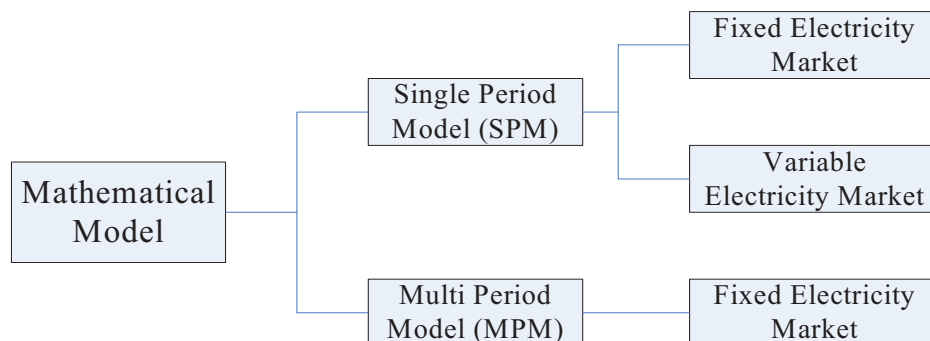 Mathematical
Model
Single Period
Model (SPM)
Fixed Electricity
Market
Variable
Electricity Market
Multi Period
Model (MPM)
Fixed Electricity
Market